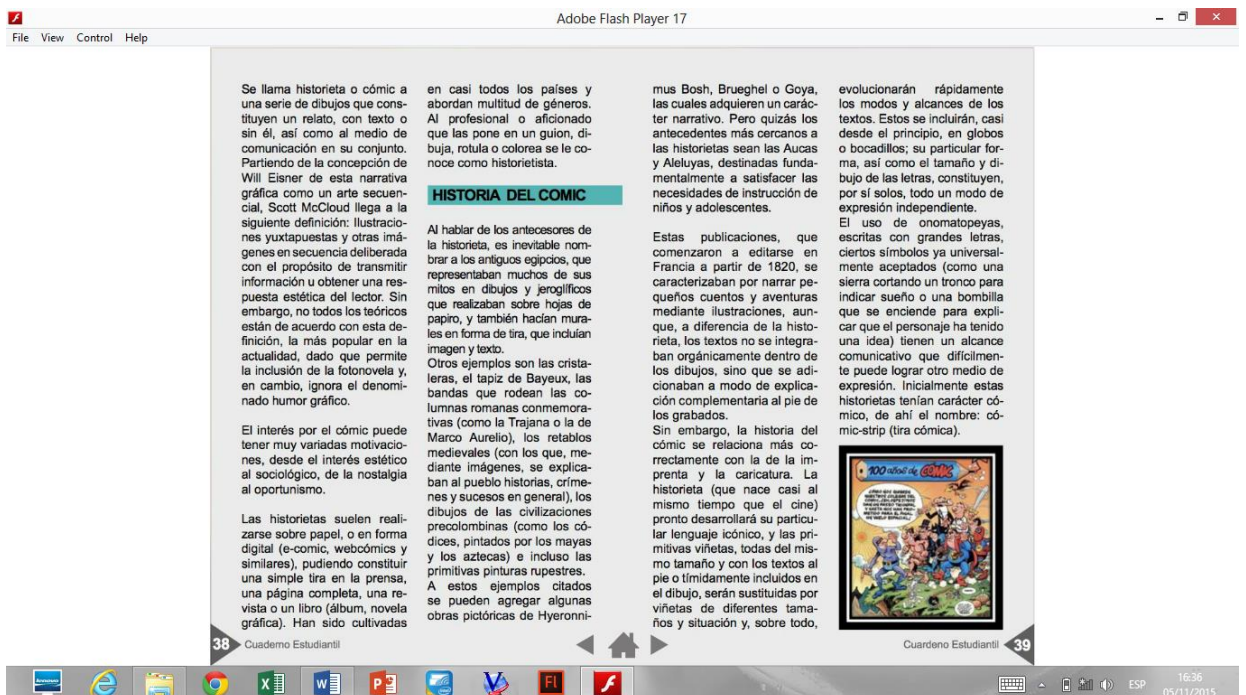 Adobe Flash Player 17
File View Control Help
Se llama historieta o cómic a
una serie de dibujos que cons-
tituyen un relato, con texto o
sin él, así como al medio de
comunicación en su conjunto.
Partiendo de la concepción de
Will Eisner de esta narrativa
gráfica como un arte secuen-
cial, Scott McCloud llega a la
siguiente definición: Ilustracio-
nes yuxtapuestas y otras imá-
genes en secuencia deliberada
con el propósito de transmitir
información u obtener una res-
puesta estética del lector. Sin
embargo, no todos los teóricos
están de acuerdo con esta de-
finición, la más popular en la
actualidad, dado que permite
la inclusión de la fotonovela y,
en cambio, ignora el denomi-
nado humor gráfico.
El interés por el cómic puede
tener muy variadas motivacio-
nes, desde el interés estético
al sociológico, de la nostalgia
al oportunismo.
Las historietas suelen reali-
zarse sobre papel, o en forma
digital (e-comic, webcómics y
similares), pudiendo constituir
una simple tira en la prensa,
una página completa, una re-
vista o un libro (álbum, novela
gráfica). Han sido cultivadas
en casi todos los países y
abordan multitud de géneros.
Al profesional o aficionado
que las pone en un guion, di-
buja, rotula o colorea se le co-
noce como historietista.
HISTORIA DEL COMIC
Al hablar de los antecesores de
la historieta, es inevitable nom-
brar a los antiguos egipcios, que
representaban muchos de sus
mitos en dibujos y jeroglíficos
que realizaban sobre hojas de
papiro, y también hacían mura-
les en forma de tira, que incluían
imagen y texto.
Otros ejemplos son las crista-
leras, el tapiz de Bayeux, las
bandas que rodean las co-
lumnas romanas conmemora-
tivas (como la Trajana o la de
Marco Aurelio), los retablos
medievales (con los que, me-
diante imágenes, se explica-
ban al pueblo historias, críme-
nes y sucesos en general), los
dibujos de las civilizaciones
precolombinas (como los có-
dices, pintados por los mayas
y los aztecas) e incluso las
primitivas pinturas rupestres.
A estos ejemplos citados
se pueden agregar algunas
obras pictóricas de Hyeronni-
mus Bosh, Brueghel o Goya,
las cuales adquieren un carác-
ter narrativo. Pero quizás los
antecedentes más cercanos a
las historietas sean las Aucas
y Aleluyas, destinadas funda-
mentalmente a satisfacer las
necesidades de instrucción de
niños y adolescentes.
Estas publicaciones, que
comenzaron a editarse en
Francia a partir de 1820, se
caracterizaban por narrar pe-
queños cuentos y aventuras
mediante ilustraciones, aun-
que, a diferencia de la histo-
rieta, los textos no se integra-
ban orgánicamente dentro de
los dibujos, sino que se adi-
cionaban a modo de explica-
ción complementaria al pie de
los grabados.
Sin embargo, la historia del
cómic se relaciona más co-
rrectamente con la de la im-
prenta y la caricatura. La
historieta (que nace casi al
mismo tiempo que el cine)
pronto desarrollará su particu-
lar lenguaje icónico, y las pri-
mitivas viñetas, todas del mis-
mo tamaño y con los textos al
pie o tímidamente incluidos en
el dibujo, serán sustituidas por
viñetas de diferentes tama-
ños y situación y, sobre todo,
evolucionarán rápidamente
los modos y alcances de los
textos. Estos se incluirán, casi
desde el principio, en globos
o bocadillos; su particular for-
ma, así como el tamaño y di-
bujo de las letras, constituyen,
por sí solos, todo un modo de
expresión independiente.
El uso de onomatopeyas,
escritas con grandes letras,
ciertos símbolos ya universal-
mente aceptados (como una
sierra cortando un tronco para
indicar sueño o una bombilla
que se enciende para expli-
car que el personaje ha tenido
una idea) tienen un alcance
comunicativo que difícilmen-
te puede lograr otro medio de
expresión. Inicialmente estas
historietas tenían carácter có-
mico, de ahí el nombre: có-
mic-strip (tira cómica).
100 años de CÓMIC
38 Cuaderno Estudiantil
Cuardeno Estudiantil 39
lenovo
ESP
16:36
05/11/2015